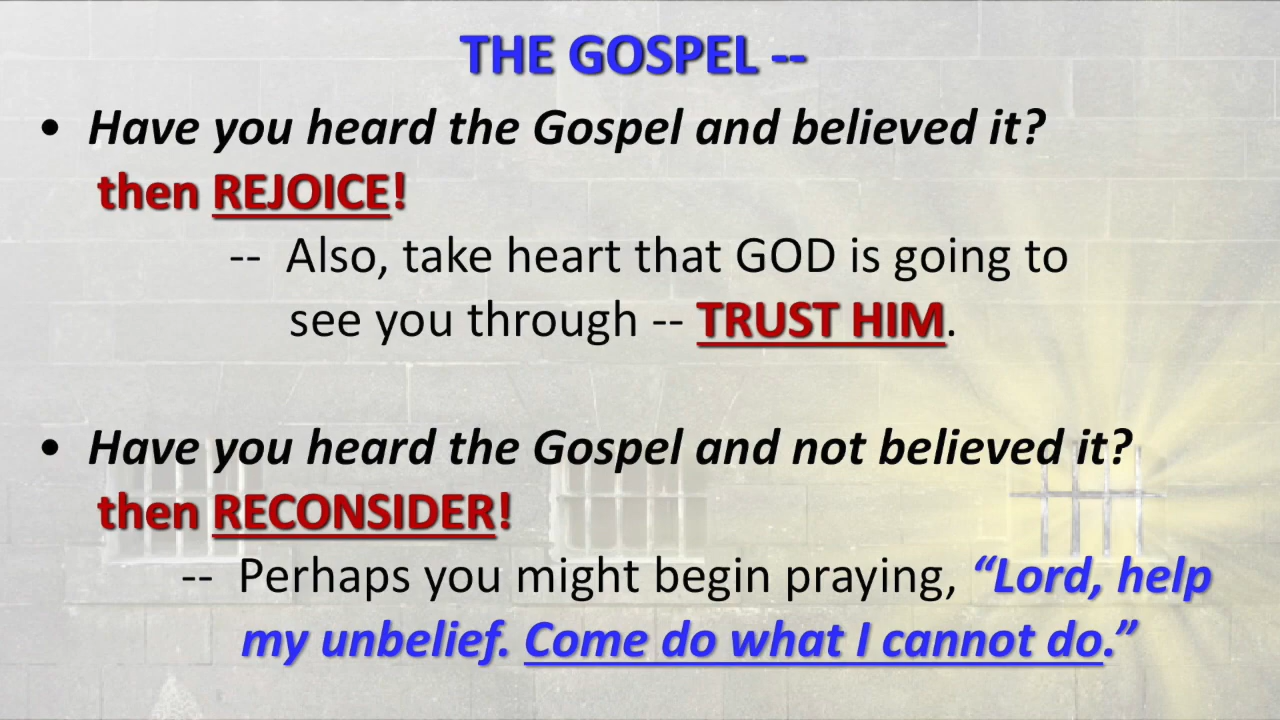 THE GOSPEL --
• Have you heard the Gospel and believed it?
then REJOICE!
-- Also, take heart that GOD is going to
see you through -- TRUST HIM.
• Have you heard the Gospel and not believed it?
then RECONSIDER!
-- Perhaps you might begin praying, “Lord, help
my unbelief. Come do what I cannot do.”